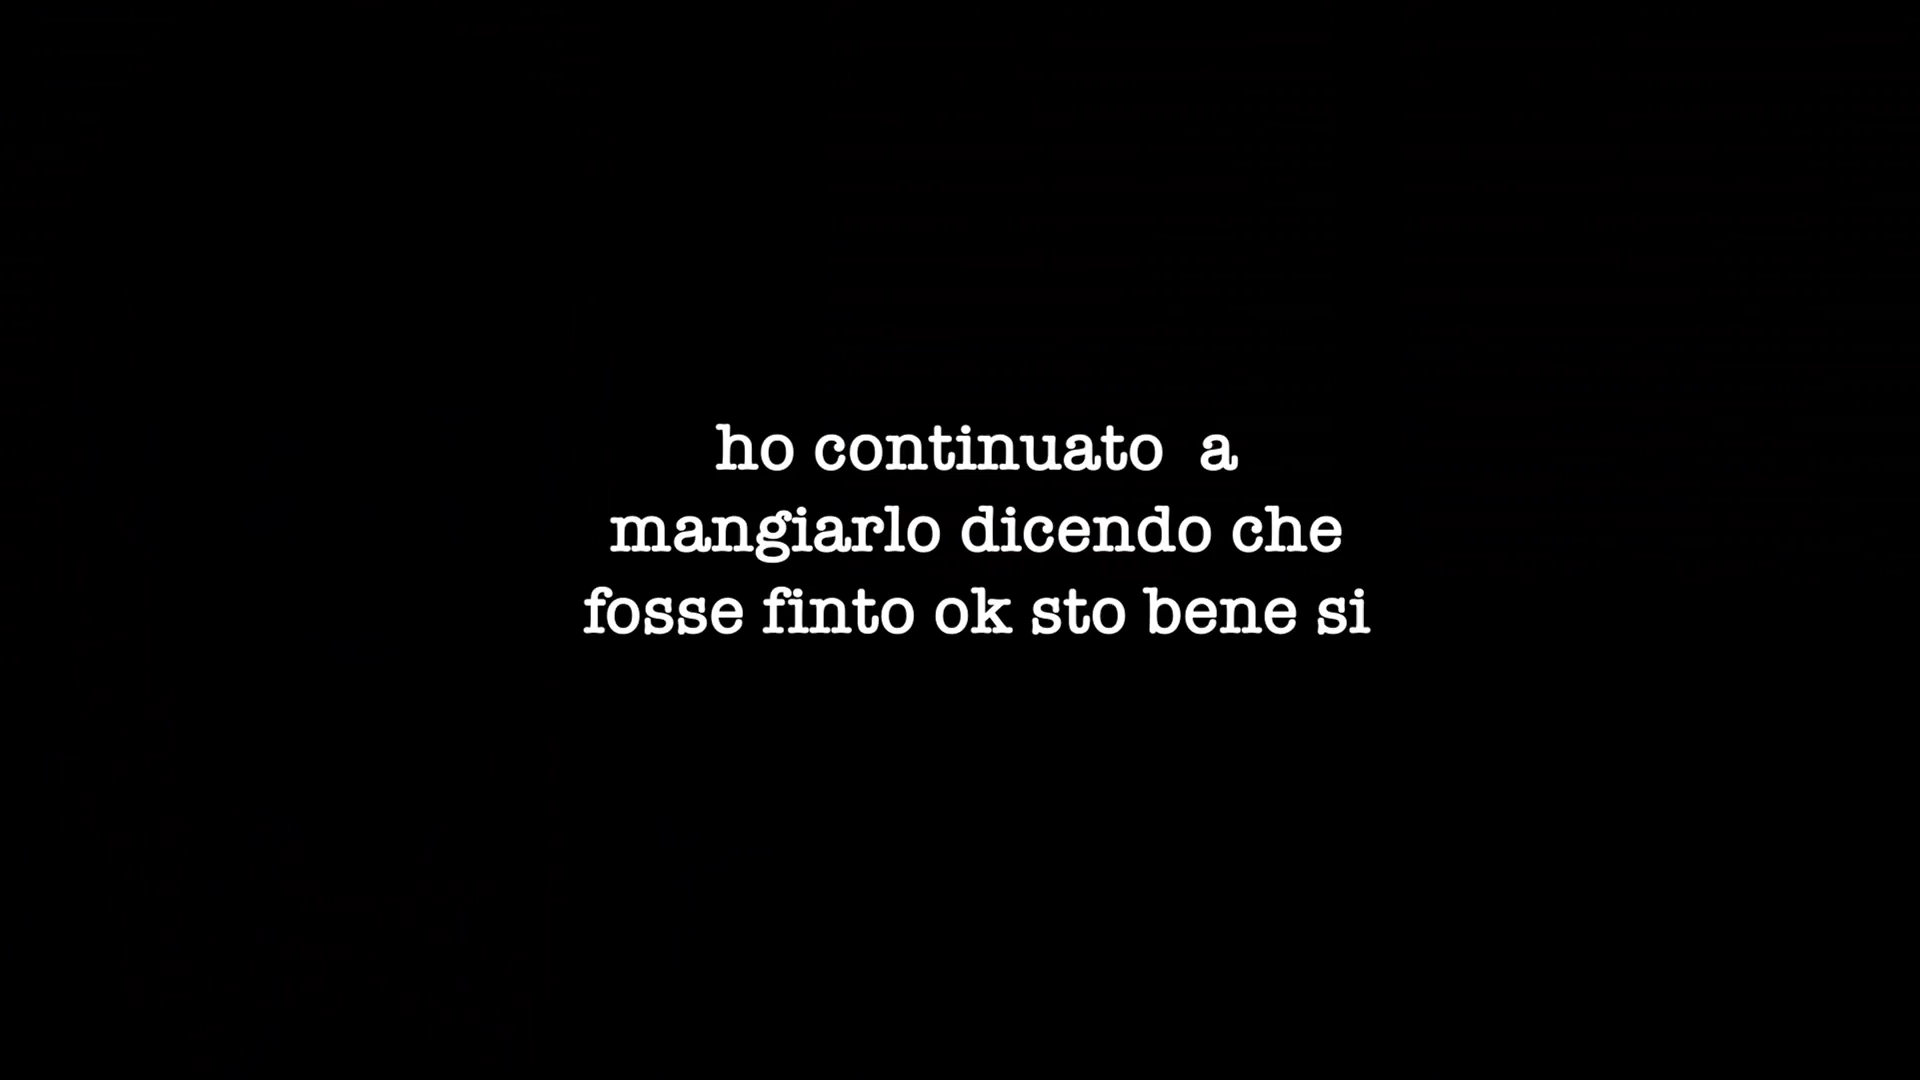 ho continuato  a
mangiarlo dicendo che
fosse finto ok sto bene si